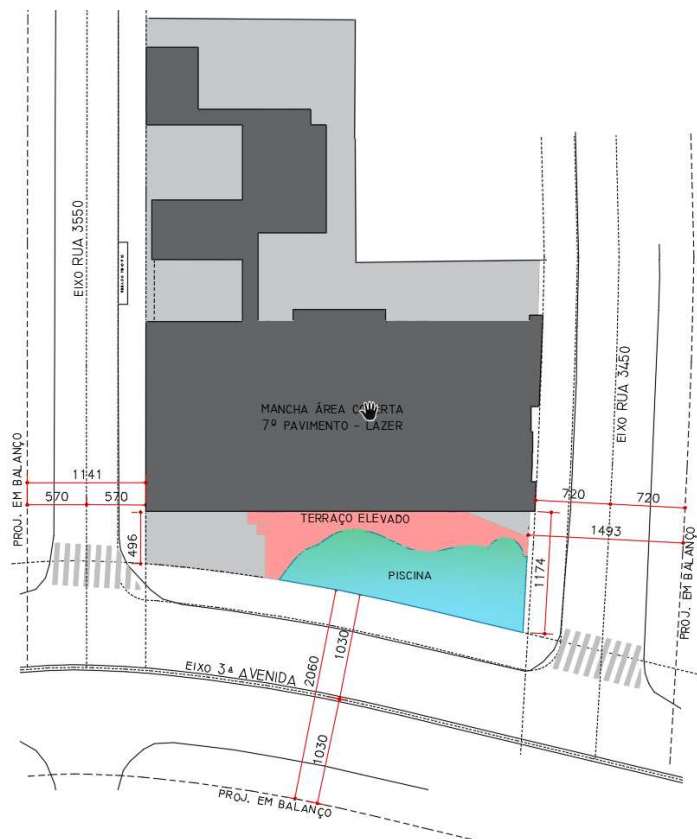 EIXO RUA 3550
EIXO RUA 3450
MANCHA ÁREA C ERTA
7º PAVIMENTO - LAZER
PROJ. EM BALANÇO
1141
570
570
720
720
TERRAÇO ELEVADO
1493
496
PISCINA
1174
PROJ. EM BALANÇO
EIXO 3ª AVENIDA
2060
1030
1030
PROJ. EM BALANÇO